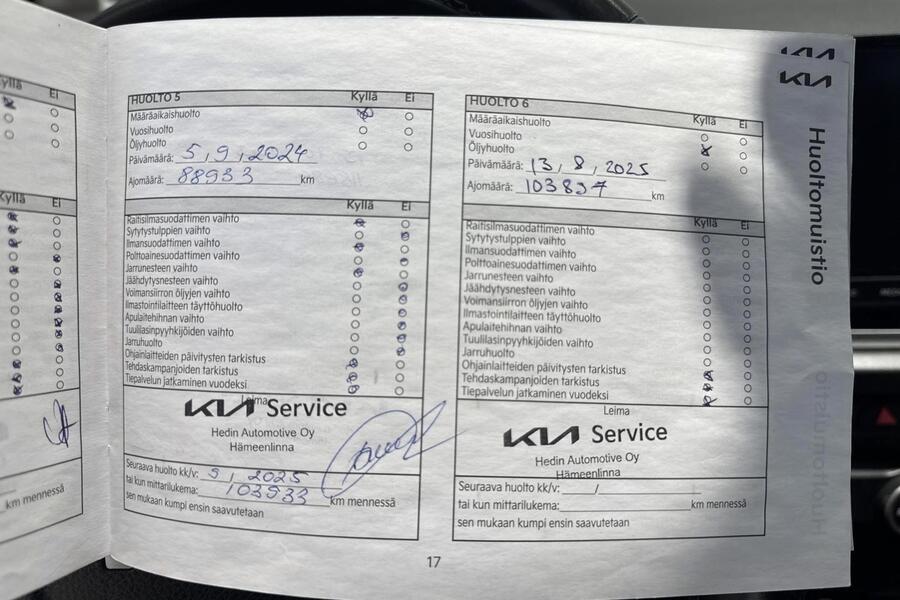 Kyllä
Ei
Kyllä
Ei
km mennessä
HUOLTO 5 Kyllä Ei
Määräaikaishuolto
Vuosihuolto
Öljyhuolto
Päivämäärä: 5,9,2024
Ajomäärä: 88933 km
Kyllä Ei
Raitisilmasuodattimen vaihto
Sytytystulppien vaihto
Ilmansuodattimen vaihto
Polttoainesuodattimen vaihto
Jarrunesteen vaihto
Jäähdytysnesteen vaihto
Voimansiirron öljyjen vaihto
Ilmastointilaitteen täyttöhuolto
Apulaitehihnan vaihto
Tuulilasinpyyhkijöiden vaihto
Jarruhuolto
Ohjainlaitteiden päivitysten tarkistus
Tehdaskampanjoiden tarkistus
Tiepalvelun jatkaminen vuodeksi
Leima
KIA Service
Hedin Automotive Oy
Hämeenlinna
Seuraava huolto kk/v: 9 / 2025
tai kun mittarilukema: 103933 km mennessä
sen mukaan kumpi ensin saavutetaan
HUOLTO 6 Kyllä Ei
Määräaikaishuolto
Vuosihuolto
Öljyhuolto
Päivämäärä: 13,8,2025
Ajomäärä: 103897 km
Kyllä Ei
Raitisilmasuodattimen vaihto
Sytytystulppien vaihto
Ilmansuodattimen vaihto
Polttoainesuodattimen vaihto
Jarrunesteen vaihto
Jäähdytysnesteen vaihto
Voimansiirron öljyjen vaihto
Ilmastointilaitteen täyttöhuolto
Apulaitehihnan vaihto
Tuulilasinpyyhkijöiden vaihto
Jarruhuolto
Ohjainlaitteiden päivitysten tarkistus
Tehdaskampanjoiden tarkistus
Tiepalvelun jatkaminen vuodeksi
Leima
KIA Service
Hedin Automotive Oy
Hämeenlinna
Seuraava huolto kk/v: /
tai kun mittarilukema: km mennessä
sen mukaan kumpi ensin saavutetaan
17
KIA
KIA
Huoltomuistio